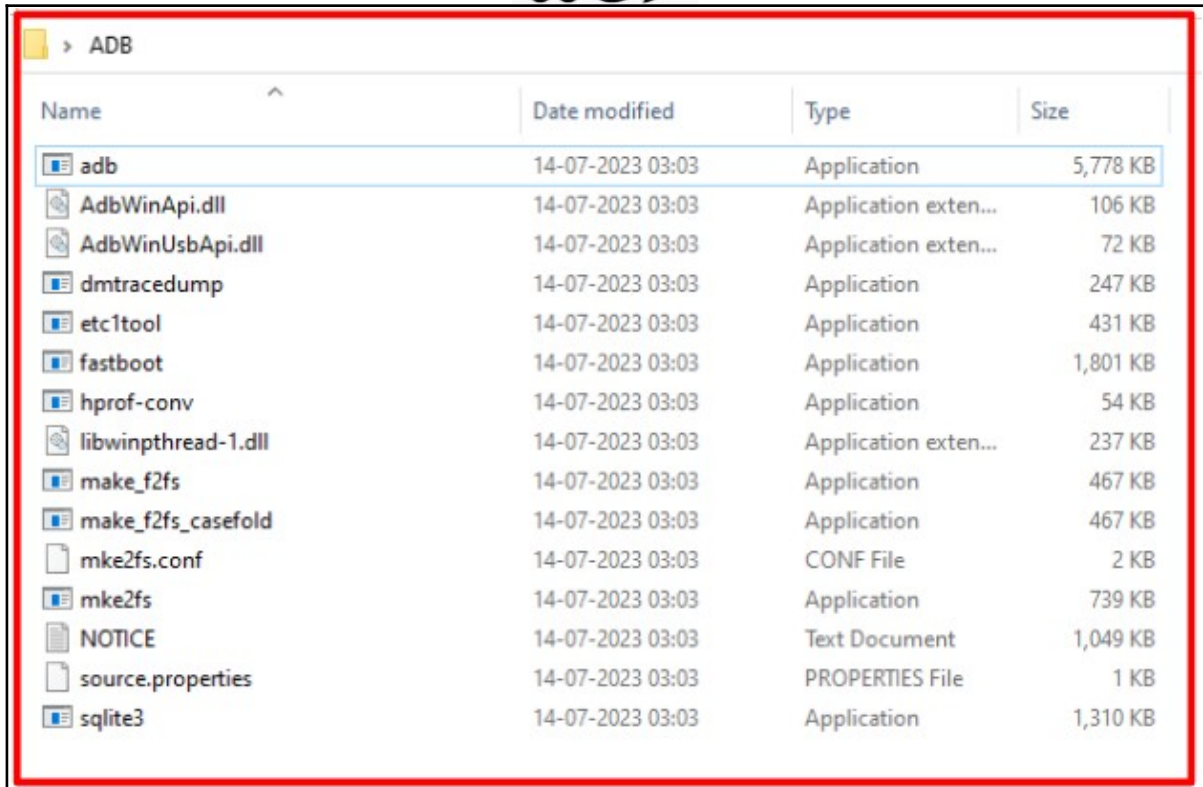 > ADB
Name Date modified Type Size
adb 14-07-2023 03:03 Application 5,778 KB
AdbWinApi.dll 14-07-2023 03:03 Application exten... 106 KB
AdbWinUsbApi.dll 14-07-2023 03:03 Application exten... 72 KB
dmtracedump 14-07-2023 03:03 Application 247 KB
etc1tool 14-07-2023 03:03 Application 431 KB
fastboot 14-07-2023 03:03 Application 1,801 KB
hprof-conv 14-07-2023 03:03 Application 54 KB
libwinpthread-1.dll 14-07-2023 03:03 Application exten... 237 KB
make_f2fs 14-07-2023 03:03 Application 467 KB
make_f2fs_casefold 14-07-2023 03:03 Application 467 KB
mke2fs.conf 14-07-2023 03:03 CONF File 2 KB
mke2fs 14-07-2023 03:03 Application 739 KB
NOTICE 14-07-2023 03:03 Text Document 1,049 KB
source.properties 14-07-2023 03:03 PROPERTIES File 1 KB
sqlite3 14-07-2023 03:03 Application 1,310 KB